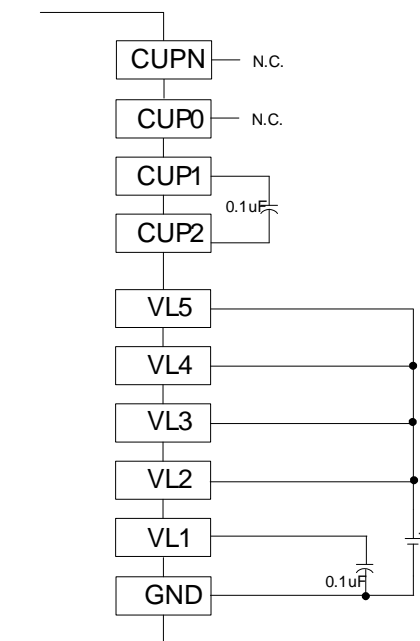 CUPN N.C.
CUP0 N.C.
CUP1
0.1uF
CUP2
VL5
VL4
VL3
VL2
VL1
0.1uF
GND